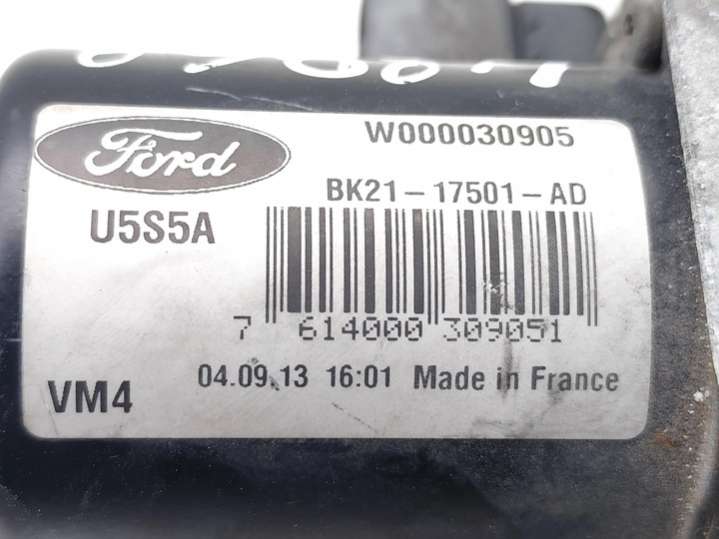 Ford
W000030905
BK21-17501-AD
U5S5A
7 614000 309051
04.09.13 16:01 Made in France
VM4